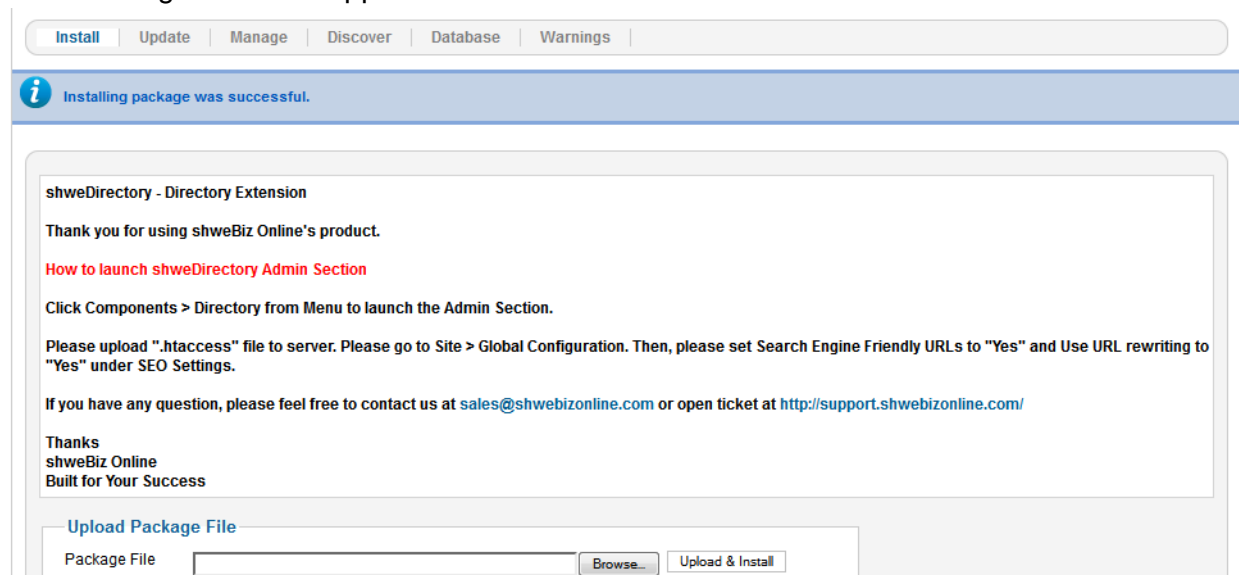 Install Update Manage Discover Database Warnings
Installing package was successful.
shweDirectory - Directory Extension
Thank you for using shweBiz Online's product.
How to launch shweDirectory Admin Section
Click Components > Directory from Menu to launch the Admin Section.
Please upload ".htaccess" file to server. Please go to Site > Global Configuration. Then, please set Search Engine Friendly URLs to "Yes" and Use URL rewriting to
"Yes" under SEO Settings.
If you have any question, please feel free to contact us at sales@shwebizonline.com or open ticket at http://support.shwebizonline.com/
Thanks
shweBiz Online
Built for Your Success
Upload Package File
Package File Browse... Upload & Install